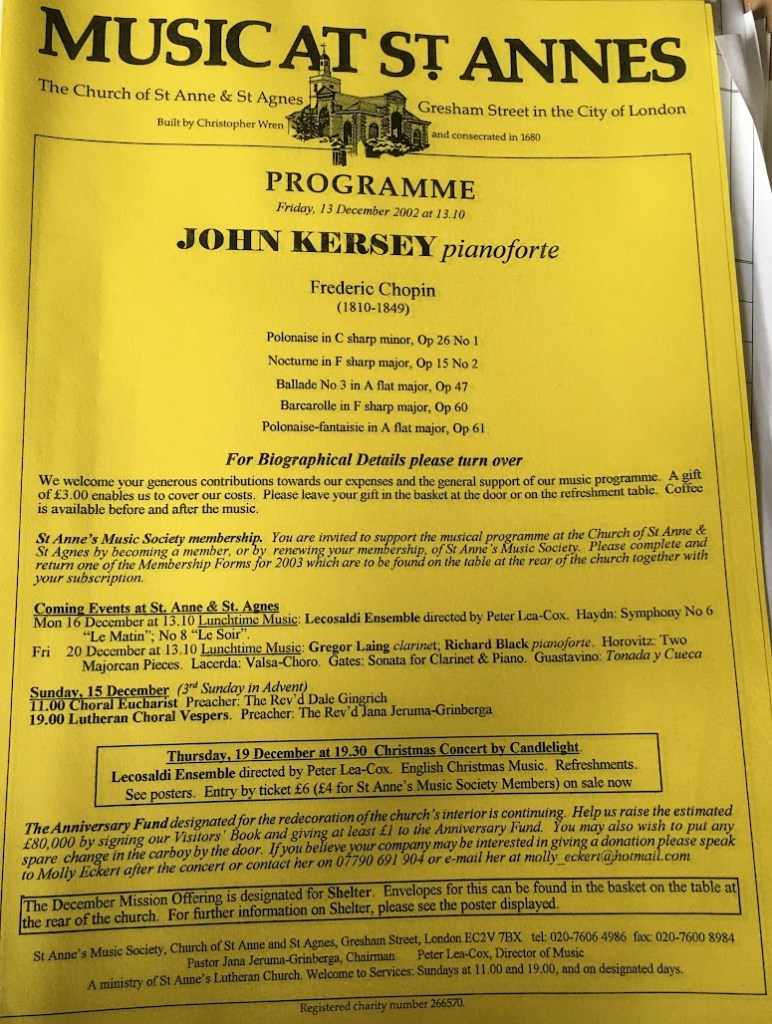 MUSIC AT ST. ANNES
The Church of St Anne & St Agnes
Gresham Street in the City of London
Built by Christopher Wren
and consecrated in 1680
PROGRAMME
Friday, 13 December 2002 at 13.10
JOHN KERSEY pianoforte
Frederic Chopin
(1810-1849)
Polonaise in C sharp minor, Op 26 No 1
Nocturne in F sharp major, Op 15 No 2
Ballade No 3 in A flat major, Op 47
Barcarolle in F sharp major, Op 60
Polonaise-fantaisie in A flat major, Op 61
For Biographical Details please turn over
We welcome your generous contributions towards our expenses and the general support of our music programme. A gift
of £3.00 enables us to cover our costs. Please leave your gift in the basket at the door or on the refreshment table. Coffee
is available before and after the music.
St Anne's Music Society membership. You are invited to support the musical programme at the Church of St Anne &
St Agnes by becoming a member, or by renewing your membership, of St Anne's Music Society. Please complete and
return one of the Membership Forms for 2003 which are to be found on the table at the rear of the church together with
your subscription.
Coming Events at St. Anne & St. Agnes
Mon 16 December at 13.10 Lunchtime Music: Lecosaldi Ensemble directed by Peter Lea-Cox. Haydn: Symphony No 6
"Le Matin"; No 8 "Le Soir".
Fri 20 December at 13.10 Lunchtime Music: Gregor Laing clarinet; Richard Black pianoforte. Horovitz: Two
Majorcan Pieces. Lacerda: Valsa-Choro. Gates: Sonata for Clarinet & Piano. Guastavino: Tonada y Cueca
Sunday, 15 December (3rd Sunday in Advent)
11.00 Choral Eucharist Preacher: The Rev'd Dale Gingrich
19.00 Lutheran Choral Vespers. Preacher: The Rev'd Jana Jeruma-Grinberga
Thursday, 19 December at 19.30 Christmas Concert by Candlelight.
Lecosaldi Ensemble directed by Peter Lea-Cox. English Christmas Music. Refreshments.
See posters. Entry by ticket £6 (£4 for St Anne's Music Society Members) on sale now
The Anniversary Fund designated for the redecoration of the church's interior is continuing. Help us raise the estimated
£80,000 by signing our Visitors' Book and giving at least £1 to the Anniversary Fund. You may also wish to put any
spare change in the carboy by the door. If you believe your company may be interested in giving a donation please speak
to Molly Eckert after the concert or contact her on 07790 691 904 or e-mail her at molly_eckert@hotmail.com
The December Mission Offering is designated for Shelter. Envelopes for this can be found in the basket on the table at
the rear of the church. For further information on Shelter, please see the poster displayed.
St Anne's Music Society, Church of St Anne and St Agnes, Gresham Street, London EC2V 7BX tel: 020-7606 4986 fax: 020-7600 8984
Pastor Jana Jeruma-Grinberga, Chairman Peter Lea-Cox, Director of Music
A ministry of St Anne's Lutheran Church. Welcome to Services: Sundays at 11.00 and 19.00, and on designated days.
Registered charity number 266570.